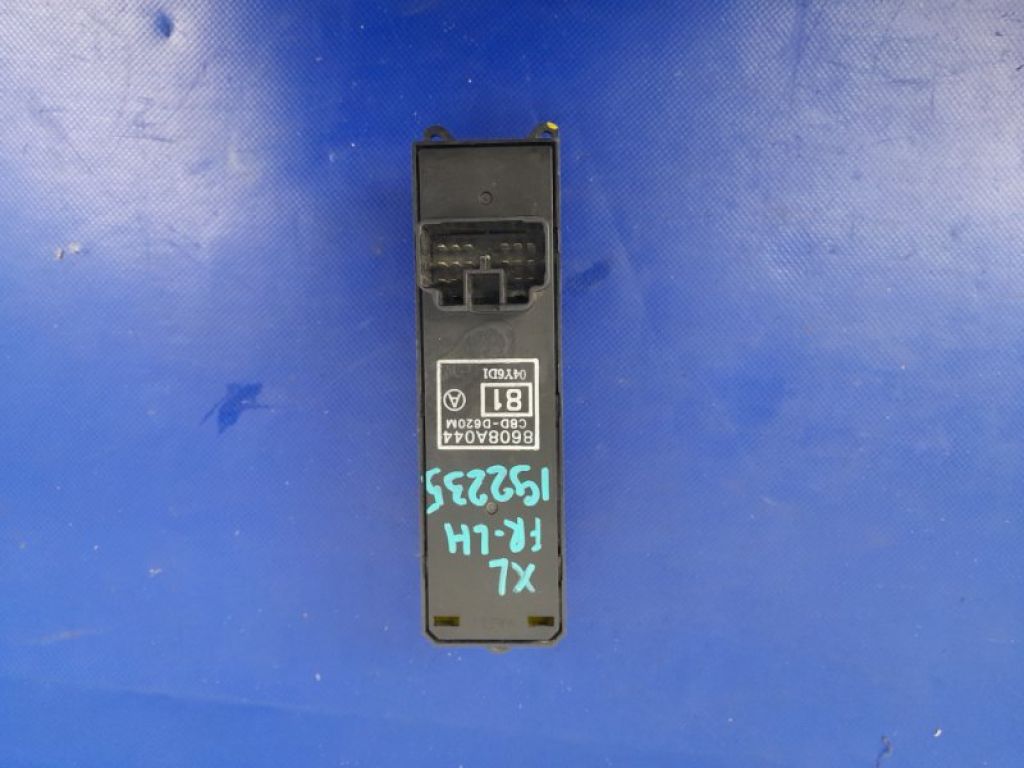 XL
FR-LH
152235
8608A044
CBD-D620M
81 A
04Y6D1